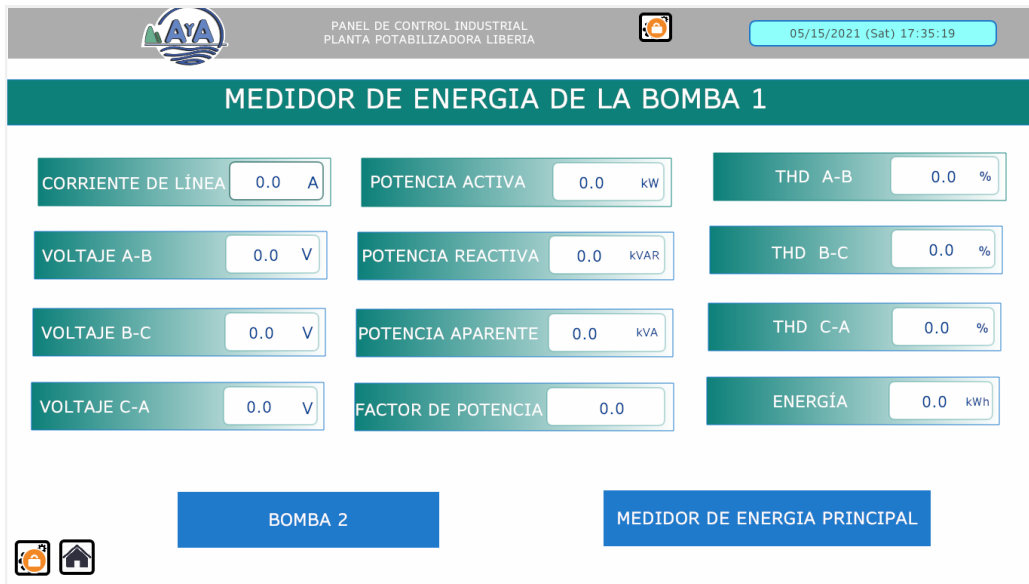 AyA
PANEL DE CONTROL INDUSTRIAL
PLANTA POTABILIZADORA LIBERIA
05/15/2021 (Sat) 17:35:19
MEDIDOR DE ENERGIA DE LA BOMBA 1
CORRIENTE DE LÍNEA 0.0 A
POTENCIA ACTIVA 0.0 kW
THD A-B 0.0 %
VOLTAJE A-B 0.0 V
POTENCIA REACTIVA 0.0 kVAR
THD B-C 0.0 %
VOLTAJE B-C 0.0 V
POTENCIA APARENTE 0.0 kVA
THD C-A 0.0 %
VOLTAJE C-A 0.0 V
FACTOR DE POTENCIA 0.0
ENERGÍA 0.0 kWh
BOMBA 2
MEDIDOR DE ENERGIA PRINCIPAL